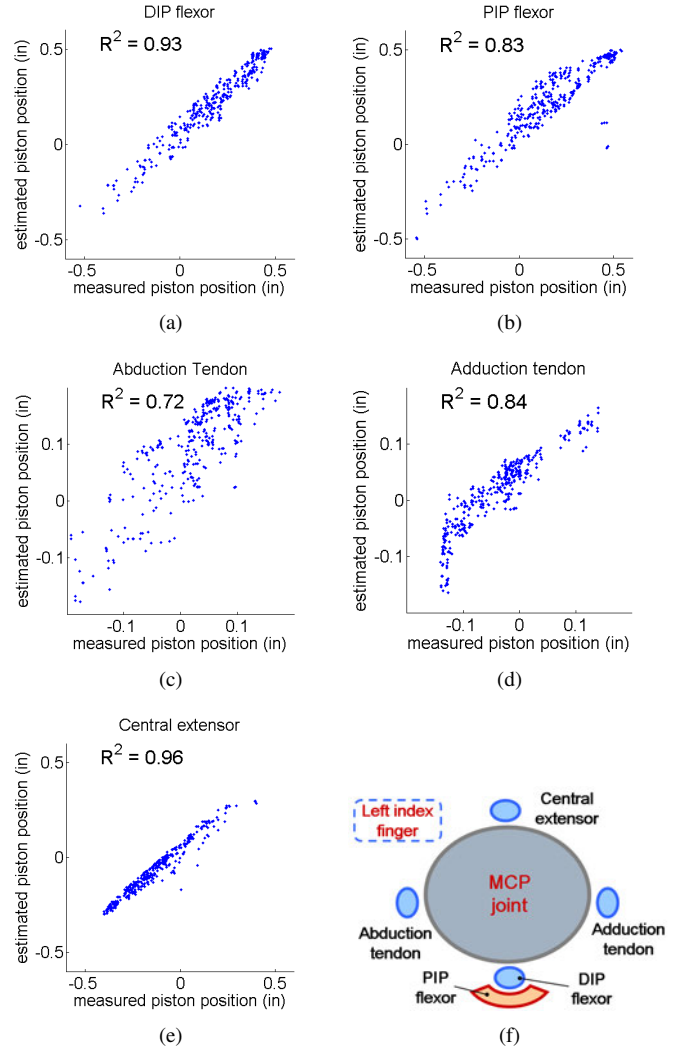 DIP flexor
R² = 0.93
estimated piston position (in)
0.5
0
-0.5
-0.5 0 0.5
measured piston position (in)
(a)
PIP flexor
R² = 0.83
estimated piston position (in)
0.5
0
-0.5
-0.5 0 0.5
measured piston position (in)
(b)
Abduction Tendon
R² = 0.72
estimated piston position (in)
0.1
0
-0.1
-0.1 0 0.1
measured piston position (in)
(c)
Adduction tendon
R² = 0.84
estimated piston position (in)
0.1
0
-0.1
-0.1 0 0.1
measured piston position (in)
(d)
Central extensor
R² = 0.96
estimated piston position (in)
0.5
0
-0.5
-0.5 0 0.5
measured piston position (in)
(e)
Left index
finger
Central
extensor
MCP
joint
Abduction
tendon
Adduction
tendon
PIP
flexor
DIP
flexor
(f)